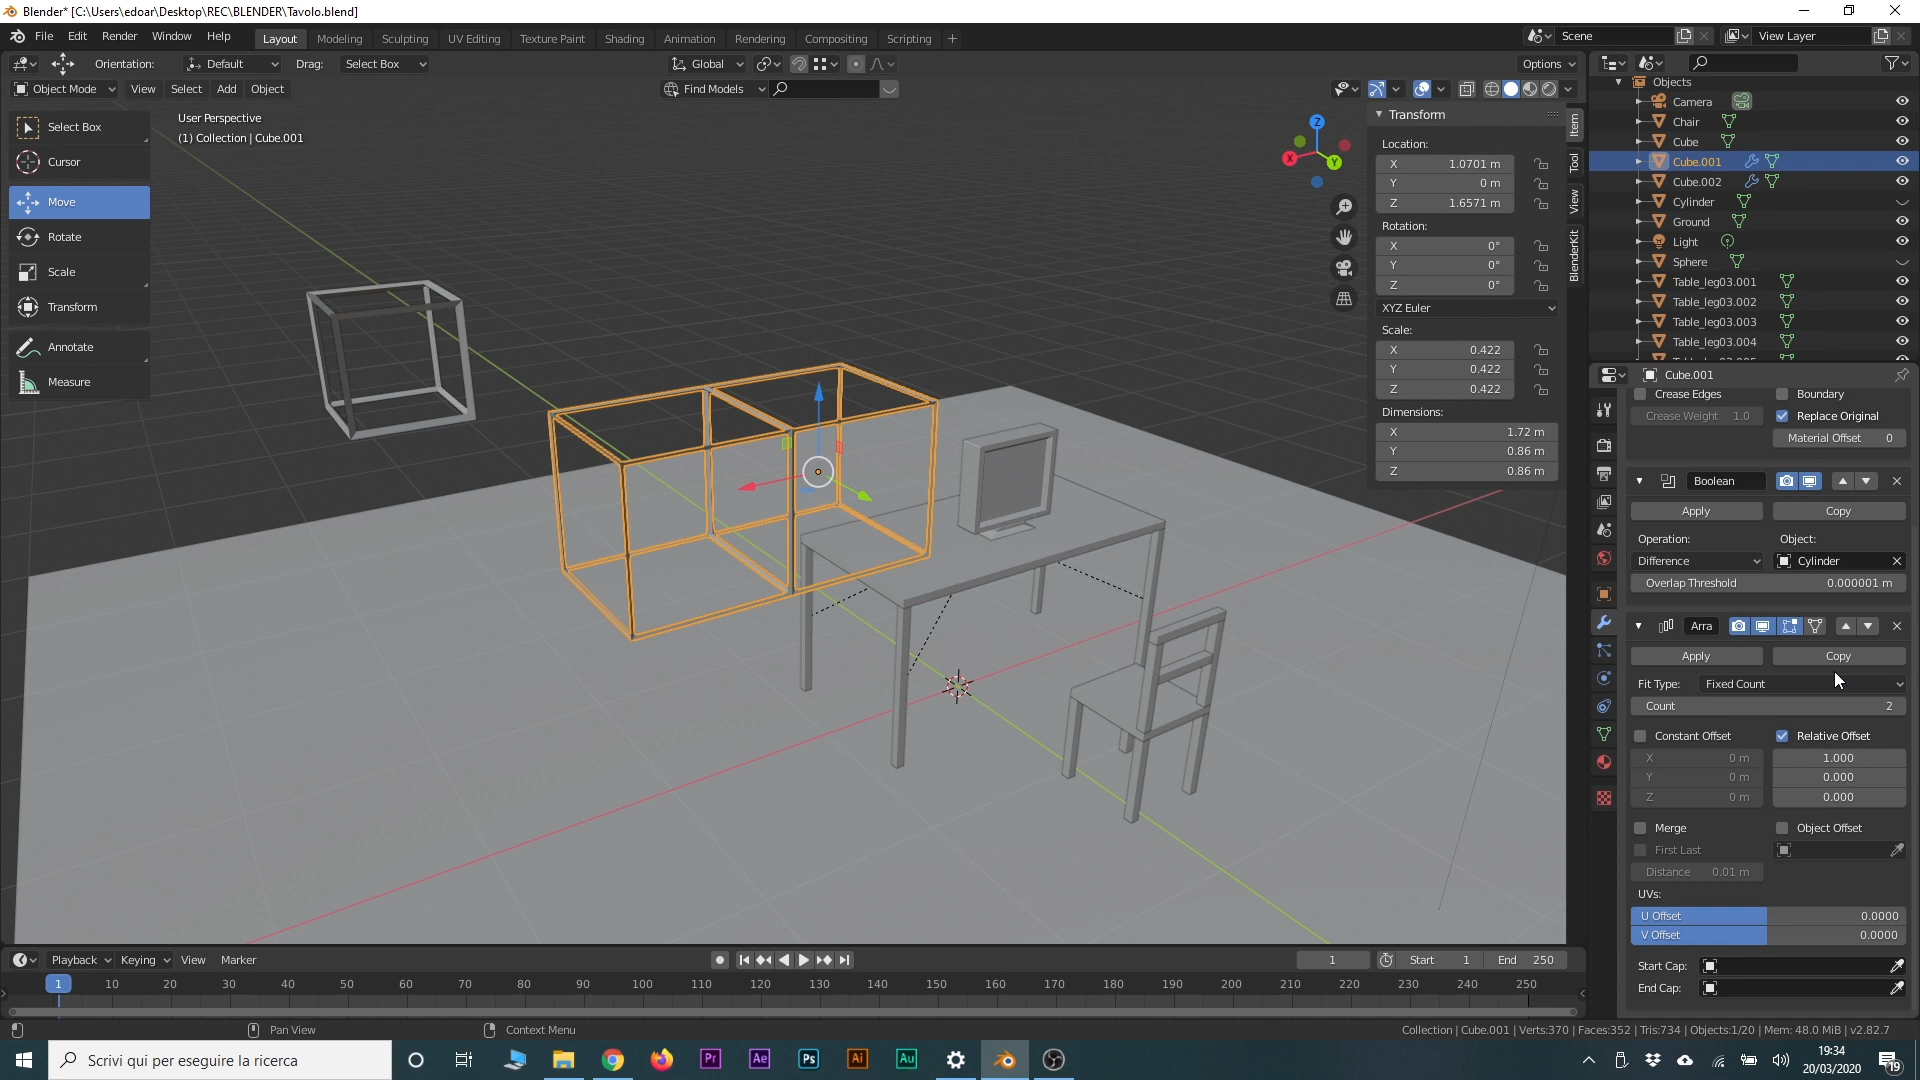 Blender* [C:\Users\edoar\Desktop\REC\BLENDER\Tavolo.blend]
File Edit Render Window Help Layout Modeling Sculpting UV Editing Texture Paint Shading Animation Rendering Compositing Scripting + Scene View Layer
Orientation: Default Drag: Select Box Global Options
Object Mode View Select Add Object Find Models
User Perspective
(1) Collection | Cube.001
Select Box
Cursor
Move
Rotate
Scale
Transform
Annotate
Measure
Z
X
Y
Transform
Location:
X 1.0701 m
Y 0 m
Z 1.6571 m
Rotation:
X 0°
Y 0°
Z 0°
XYZ Euler
Scale:
X 0.422
Y 0.422
Z 0.422
Dimensions:
X 1.72 m
Y 0.86 m
Z 0.86 m
Item
Tool
View
BlenderKit
Objects
Camera
Chair
Cube
Cube.001
Cube.002
Cylinder
Ground
Light
Sphere
Table_leg03.001
Table_leg03.002
Table_leg03.003
Table_leg03.004
Cube.001
Crease Edges Boundary
Crease Weight 1.0 Replace Original
Material Offset 0
Boolean
Apply Copy
Operation: Object:
Difference Cylinder
Overlap Threshold 0.000001 m
Arra
Apply Copy
Fit Type: Fixed Count
Count 2
Constant Offset Relative Offset
X 0 m 1.000
Y 0 m 0.000
Z 0 m 0.000
Merge Object Offset
First Last
Distance 0.01 m
UVs:
U Offset 0.0000
V Offset 0.0000
Start Cap:
End Cap:
Playback Keying View Marker 1 Start 1 End 250
1 10 20 30 40 50 60 70 80 90 100 110 120 130 140 150 160 170 180 190 200 210 220 230 240 250
Pan View Context Menu Collection | Cube.001 | Verts:370 | Faces:352 | Tris:734 | Objects:1/20 | Mem: 48.0 MiB | v2.82.7
Scrivi qui per eseguire la ricerca
Pr Ae Ps Ai Au
19:34
20/03/2020
19